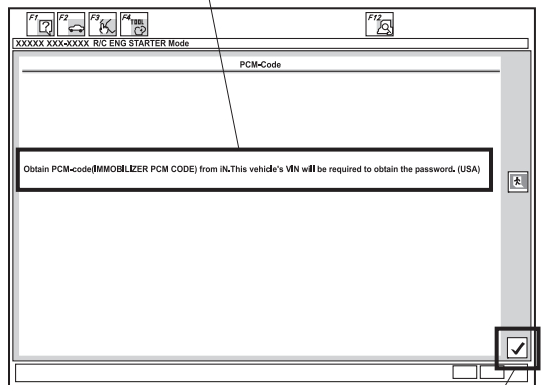 F1 F2 F3 F4 TOOL F12
XXXXX XXX-XXXX R/C ENG STARTER Mode
PCM-Code
Obtain PCM-code(IMMOBILIZER PCM CODE) from iN.This vehicle's VIN will be required to obtain the password. (USA)